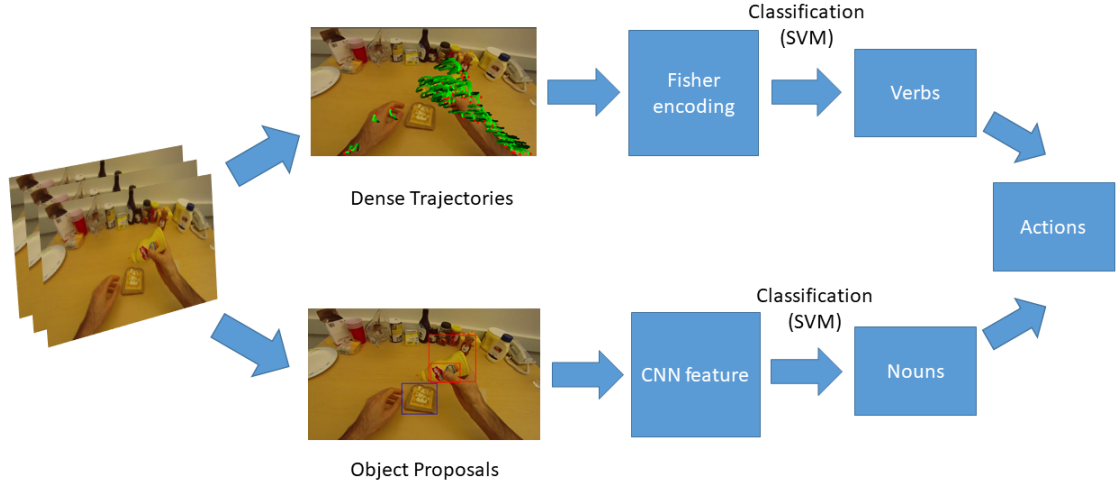 Classification
(SVM)
Fisher
encoding
Verbs
Dense Trajectories
Actions
Classification
(SVM)
CNN feature
Nouns
Object Proposals